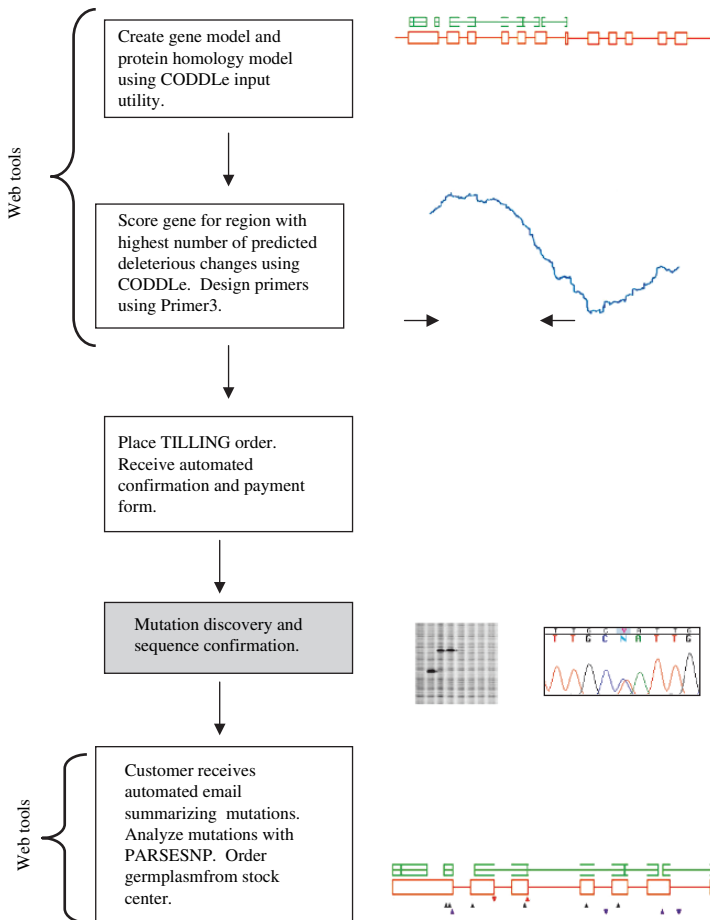 Create gene model and
protein homology model
using CODDLe input
utility.
Web tools
Score gene for region with
highest number of predicted
deleterious changes using
CODDLe. Design primers
using Primer3.
Place TILLING order.
Receive automated
confirmation and payment
form.
Mutation discovery and
sequence confirmation.
T T G C N A T T G
Customer receives
automated email
summarizing mutations.
Analyze mutations with
PARSESNP. Order
germplasmfrom stock
center.
Web tools